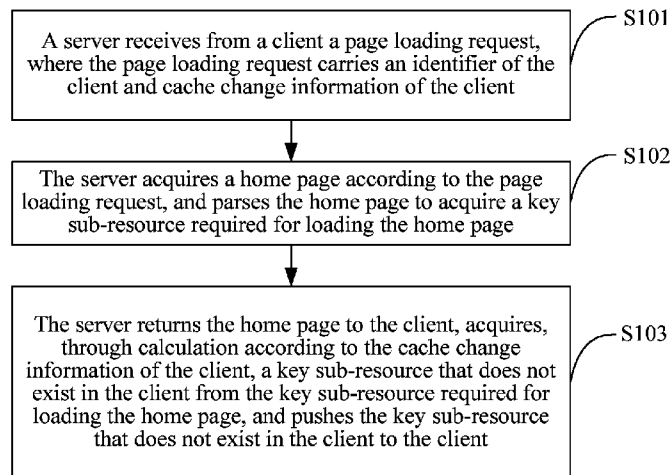 S101
A server receives from a client a page loading request,
where the page loading request carries an identifier of the
client and cache change information of the client
S102
The server acquires a home page according to the page
loading request, and parses the home page to acquire a key
sub-resource required for loading the home page
S103
The server returns the home page to the client, acquires,
through calculation according to the cache change
information of the client, a key sub-resource that does not
exist in the client from the key sub-resource required for
loading the home page, and pushes the key sub-resource
that does not exist in the client to the client